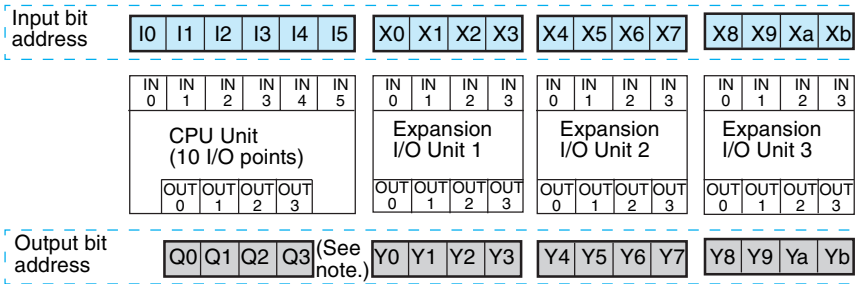 Input bit
address
I0 I1 I2 I3 I4 I5 X0 X1 X2 X3 X4 X5 X6 X7 X8 X9 Xa Xb
IN IN IN IN IN IN IN IN IN IN IN IN IN IN IN IN IN IN
0 1 2 3 4 5 0 1 2 3 0 1 2 3 0 1 2 3
CPU Unit
(10 I/O points)
Expansion
I/O Unit 1
Expansion
I/O Unit 2
Expansion
I/O Unit 3
OUT OUT OUT OUT OUT OUT OUT OUT OUT OUT OUT OUT OUT OUT OUT OUT
0 1 2 3 0 1 2 3 0 1 2 3 0 1 2 3
Output bit
address
Q0 Q1 Q2 Q3 (See
note.) Y0 Y1 Y2 Y3 Y4 Y5 Y6 Y7 Y8 Y9 Ya Yb